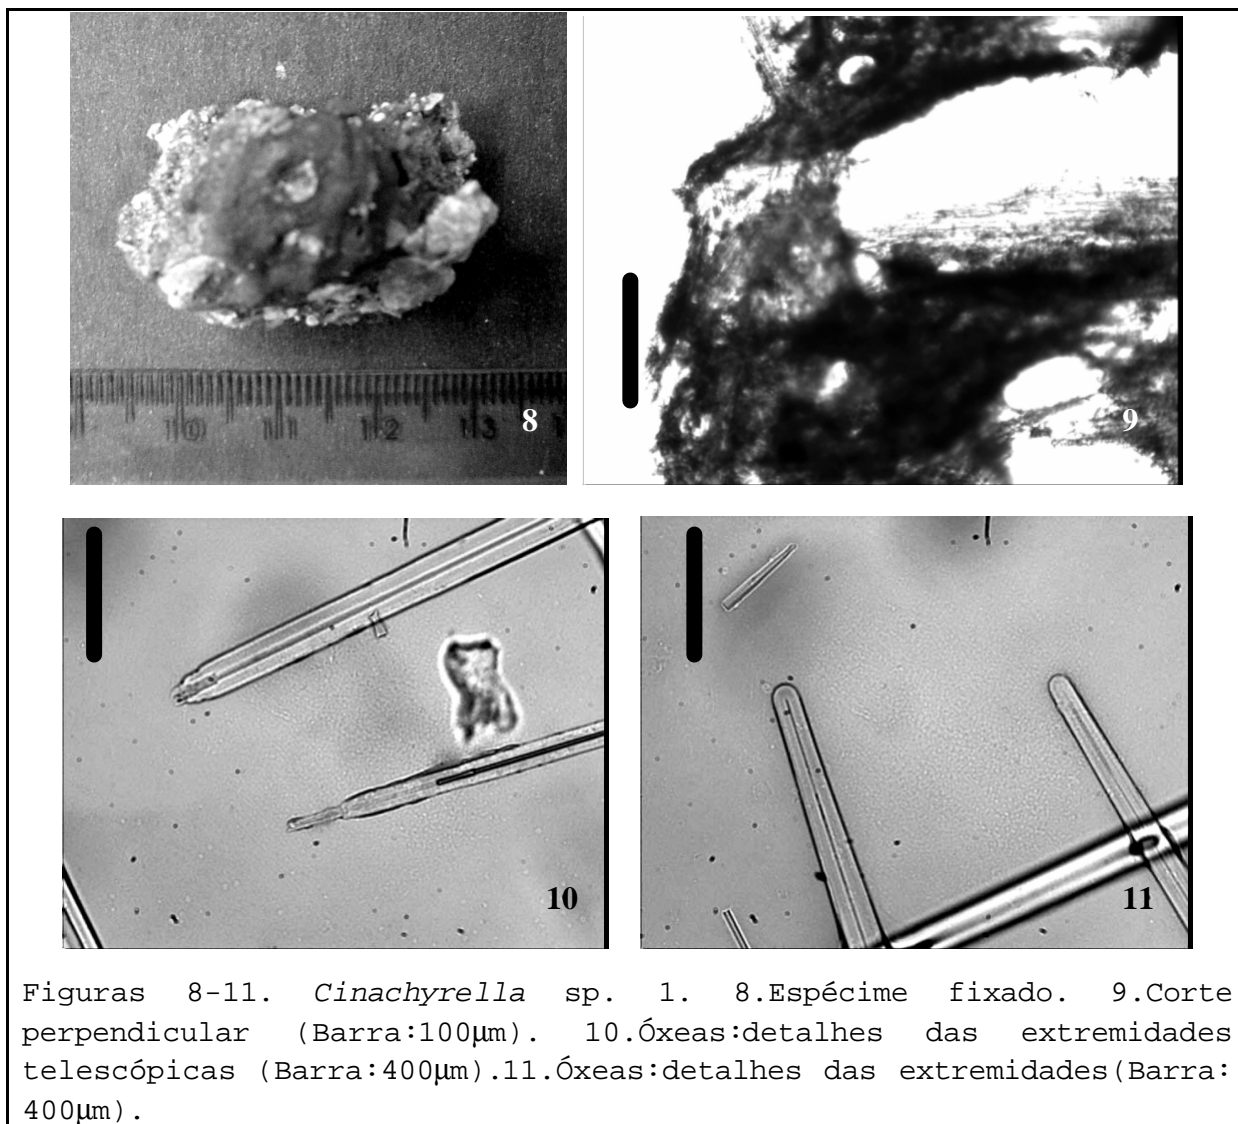 8
9
10
11
Figuras 8-11. Cinachyrella sp. 1. 8.Espécime fixado. 9.Corte
perpendicular (Barra:100μm). 10.Óxeas:detalhes das extremidades
telescópicas (Barra:400μm).11.Óxeas:detalhes das extremidades(Barra:
400μm).